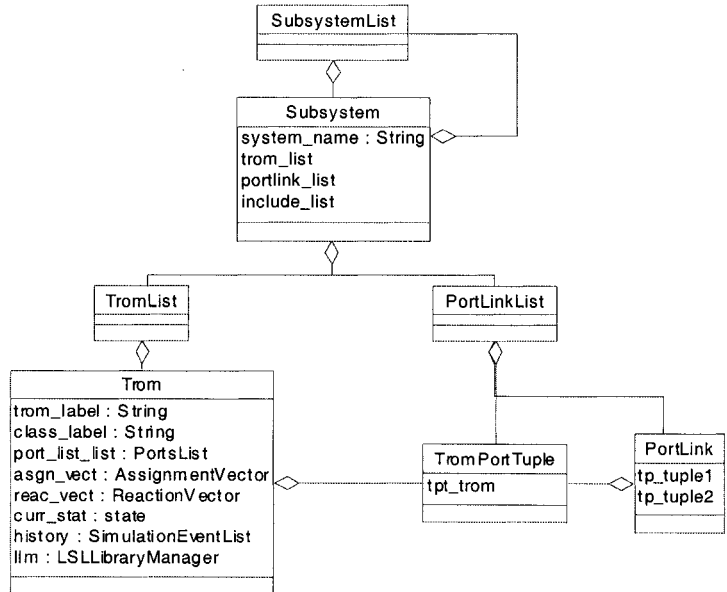 SubsystemList
Subsystem
system_name : String
trom_list
portlink_list
include_list
TromList
PortLinkList
Trom
trom_label : String
class_label : String
port_list_list : PortsList
asgn_vect : AssignmentVector
reac_vect : ReactionVector
curr_stat : state
history : SimulationEventList
llm : LSLLibraryManager
TromPortTuple
tpt_trom
PortLink
tp_tuple1
tp_tuple2